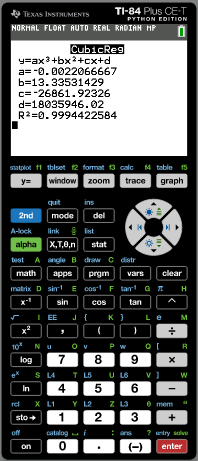 TEXAS INSTRUMENTS TI-84 Plus CE-T
PYTHON EDITION
NORMAL FLOAT AUTO REAL RADIAN MP
CubicReg
y=ax³+bx²+cx+d
a=-0.0022066667
b=13.33531429
c=-26861.92326
d=18035946.02
R²=0.9994422584
statplot f1 tblset f2 format f3 calc f4 table f5
y= window zoom trace graph
quit ins
2nd mode del
A-lock link list
alpha X,T,θ,n stat
test A angle B draw C distr
math apps prgm vars clear
matrix D sin⁻¹ E cos⁻¹ F tan⁻¹ G π H
x⁻¹ sin cos tan ^
√ I EE J { K } L e M
x² , ( ) ÷
10ˣ N u O v P w Q [ R
log 7 8 9 ×
eˣ S L4 T L5 U L6 V ] W
ln 4 5 6 −
rcl X L1 Y L2 Z L3 θ mem "
sto→ 1 2 3 +
off catalog ⎵ i : ans ? entry solve
on 0 . (−) enter